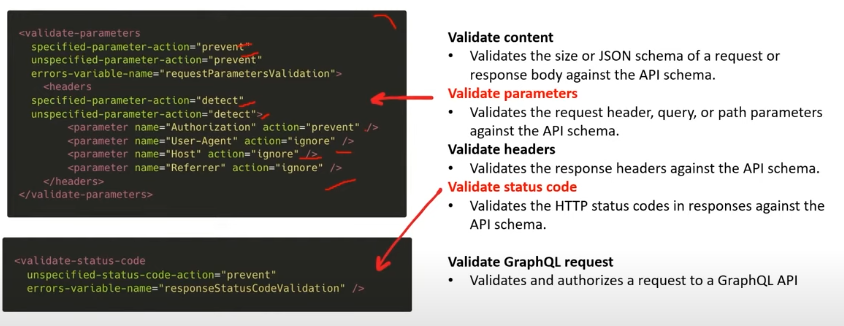 <validate-parameters
specified-parameter-action="prevent"
unspecified-parameter-action="prevent"
errors-variable-name="requestParametersValidation">
<headers
specified-parameter-action="detect"
unspecified-parameter-action="detect">
<parameter name="Authorization" action="prevent" />
<parameter name="User-Agent" action="ignore" />
<parameter name="Host" action="ignore" />
<parameter name="Referrer" action="ignore" />
</headers>
</validate-parameters>
<validate-status-code
unspecified-status-code-action="prevent"
errors-variable-name="responseStatusCodeValidation" />
Validate content
• Validates the size or JSON schema of a request or
response body against the API schema.
Validate parameters
• Validates the request header, query, or path parameters
against the API schema.
Validate headers
• Validates the response headers against the API schema.
Validate status code
• Validates the HTTP status codes in responses against the
API schema.
Validate GraphQL request
• Validates and authorizes a request to a GraphQL API